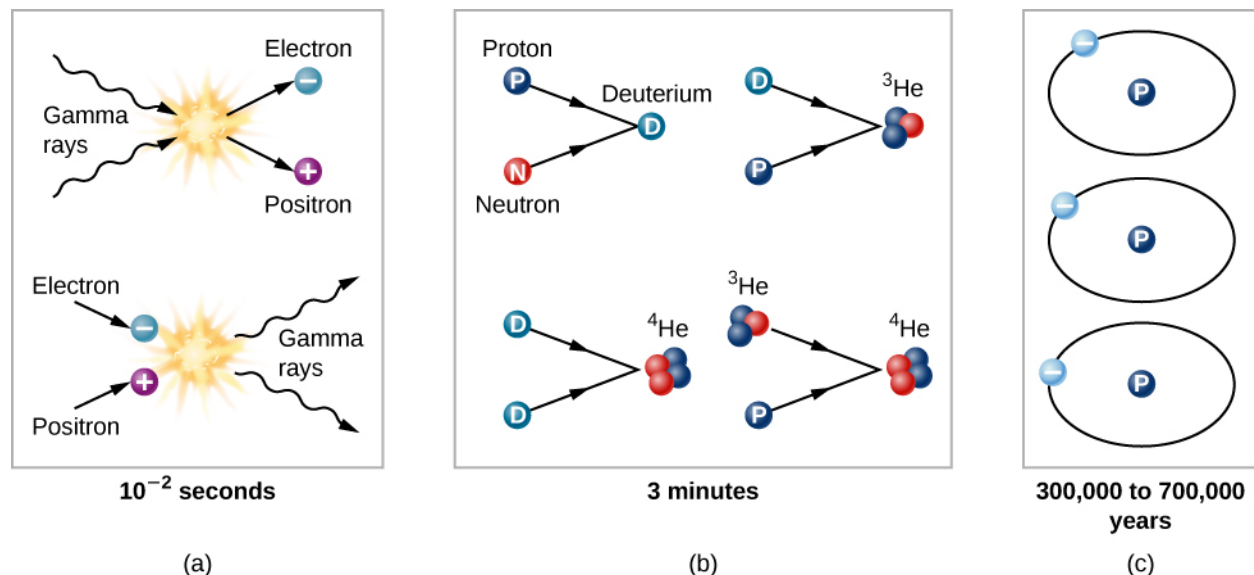 Electron
−
Gamma
rays
+
Positron
Electron
−
Gamma
rays
+
Positron
10⁻² seconds
(a)
Proton
P
Deuterium
D
N
Neutron
D
³He
P
D
⁴He
D
³He
⁴He
P
3 minutes
(b)
−
P
−
P
−
P
300,000 to 700,000
years
(c)